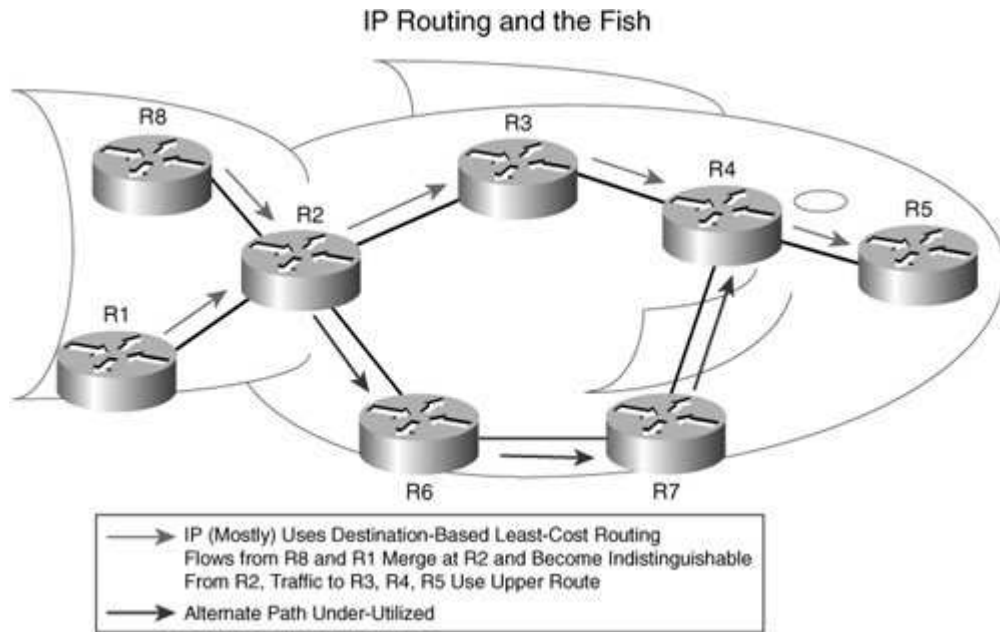 IP Routing and the Fish
R8
R3
R4
R2
R5
R1
R6
R7
IP (Mostly) Uses Destination-Based Least-Cost Routing
Flows from R8 and R1 Merge at R2 and Become Indistinguishable
From R2, Traffic to R3, R4, R5 Use Upper Route
Alternate Path Under-Utilized